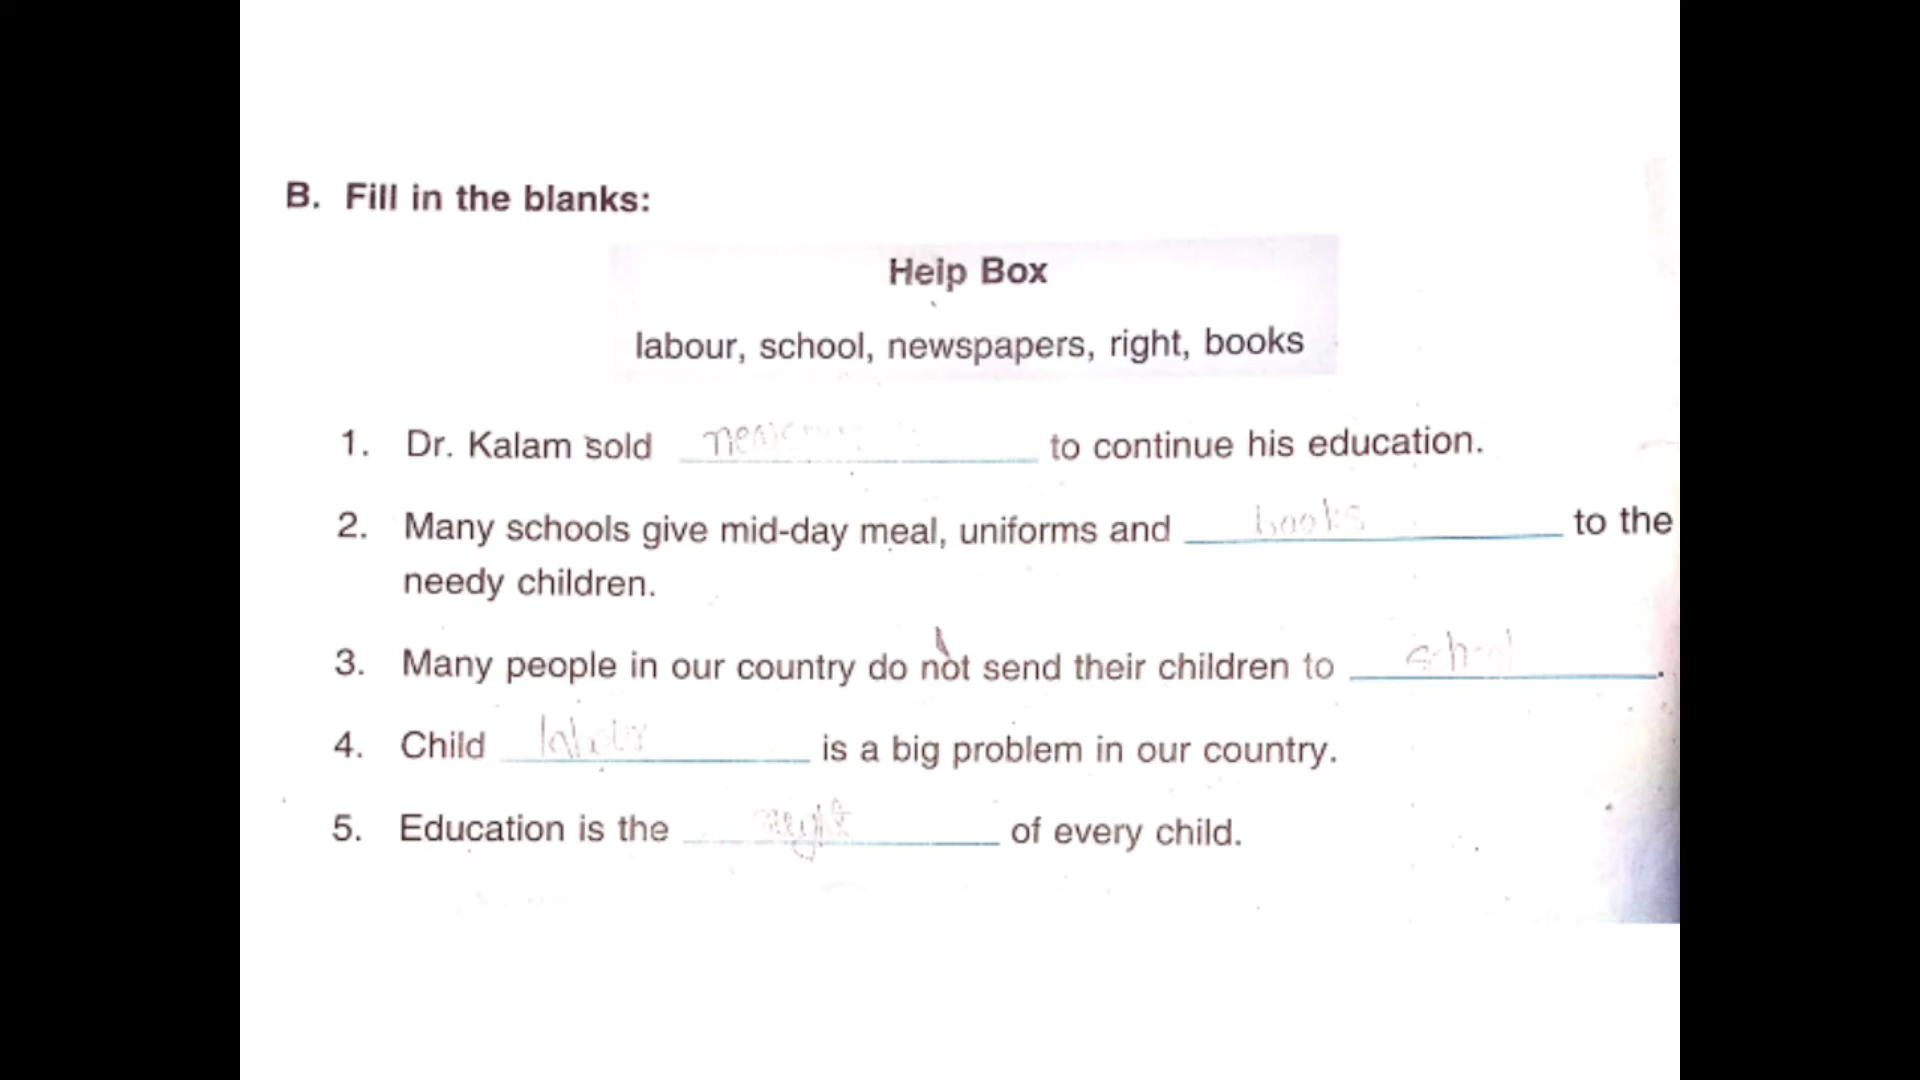 B. Fill in the blanks:
Help Box
labour, school, newspapers, right, books
1. Dr. Kalam sold to continue his education.
2. Many schools give mid-day meal, uniforms and books to the
needy children.
3. Many people in our country do not send their children to school.
4. Child is a big problem in our country.
5. Education is the of every child.